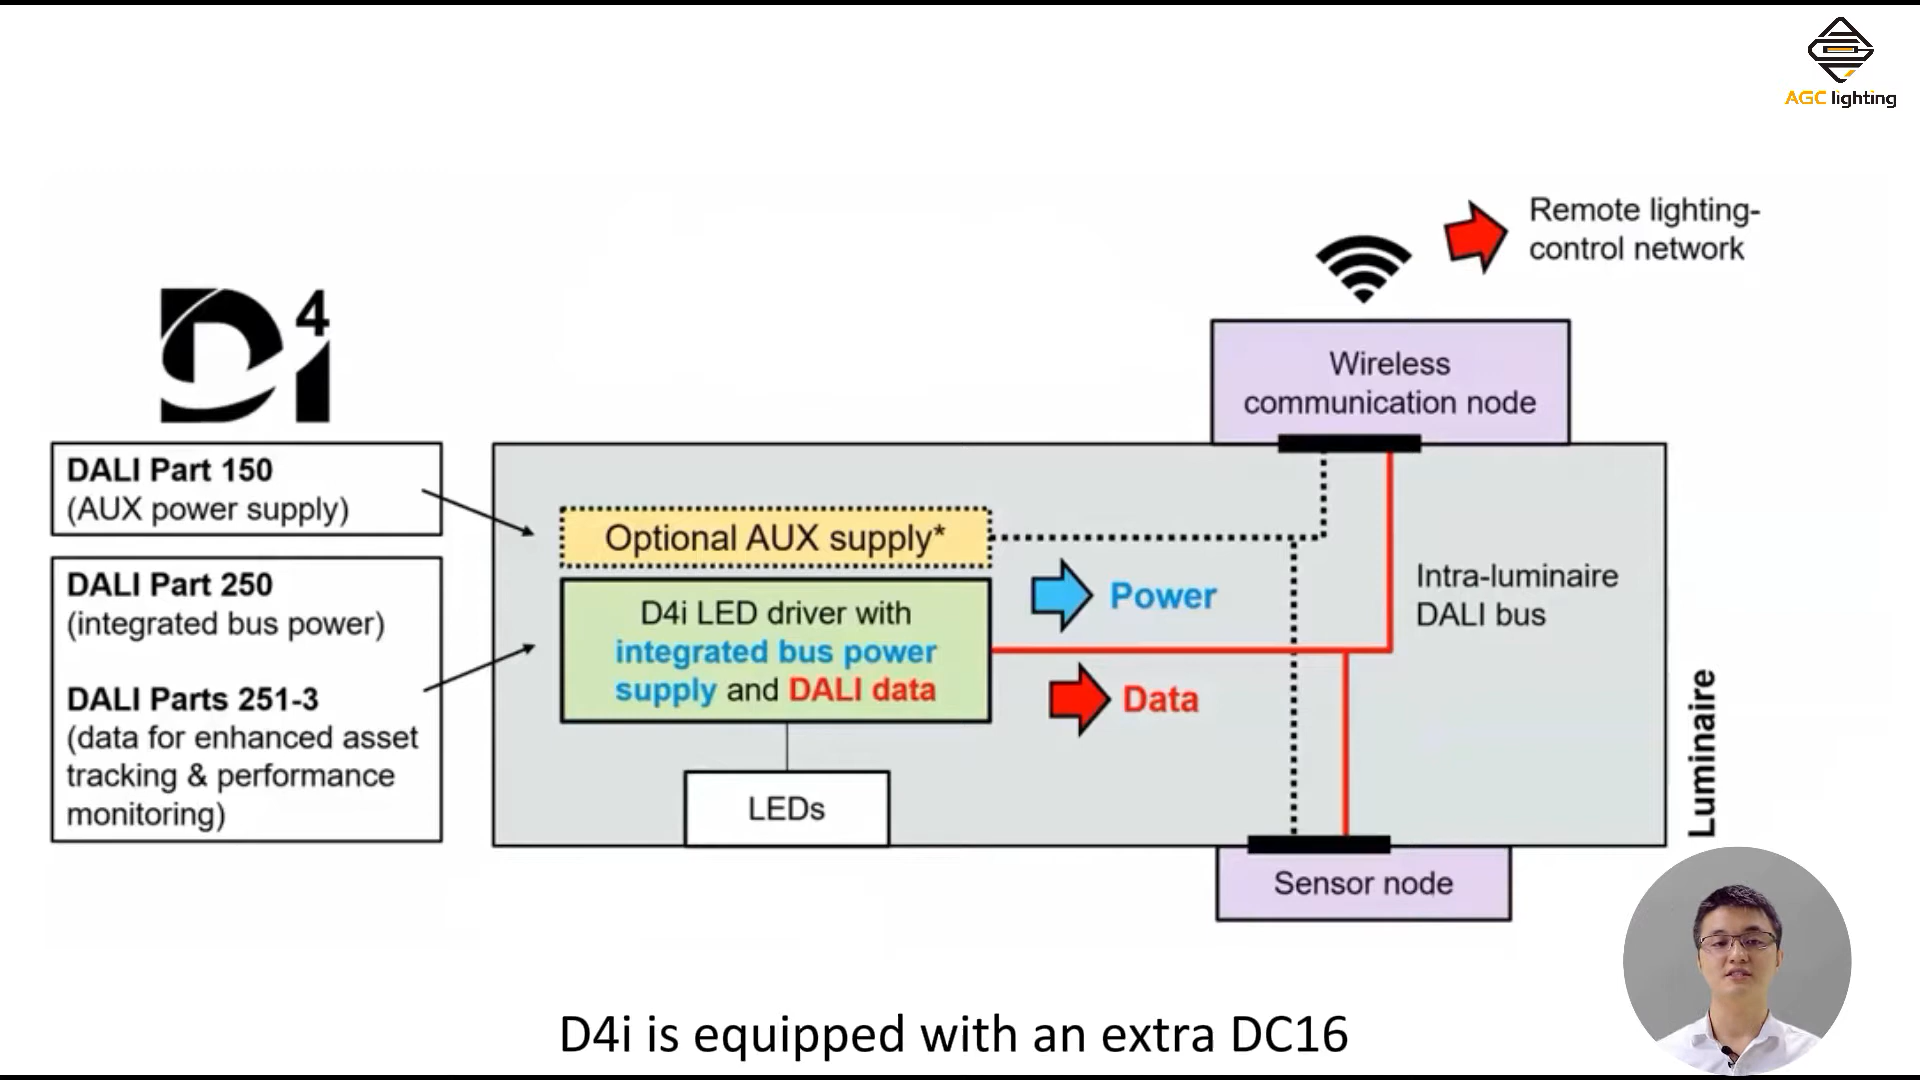 AGC lighting
Remote lighting-
control network
D4i
Wireless
communication node
DALI Part 150
(AUX power supply)
Optional AUX supply*
DALI Part 250
(integrated bus power)
DALI Parts 251-3
(data for enhanced asset
tracking & performance
monitoring)
D4i LED driver with
integrated bus power
supply and DALI data
Power
Data
Intra-luminaire
DALI bus
LEDs
Luminaire
Sensor node
D4i is equipped with an extra DC16